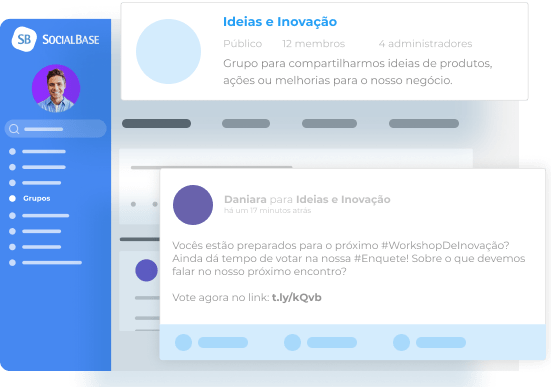 Ideias e Inovação
SB SOCIALBASE
Público 12 membros 4 administradores
Grupo para compartilharmos ideias de produtos,
ações ou melhorias para o nosso negócio.
Grupos
Daniara para Ideias e Inovação
há um 17 minutos atrás
Vocês estão preparados para o próximo #WorkshopDeInovação?
Ainda dá tempo de votar na nossa #Enquete! Sobre o que devemos
falar no nosso próximo encontro?
Vote agora no link: t.ly/kQvb